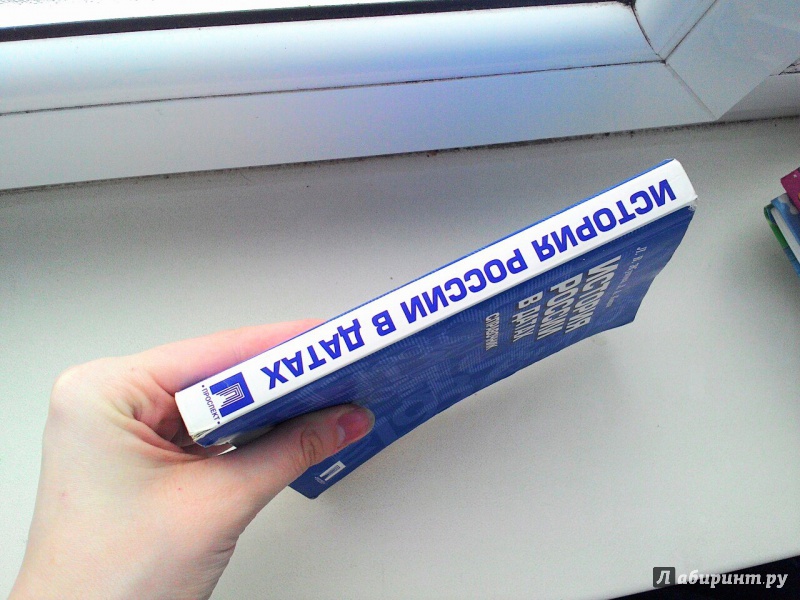 ИСТОРИЯ РОССИИ В ДАТАХ
• ПРОСПЕКТ •
ИСТОРИЯ
РОССИИ
В ДАТАХ
СПРАВОЧНИК
Лабиринт.ру